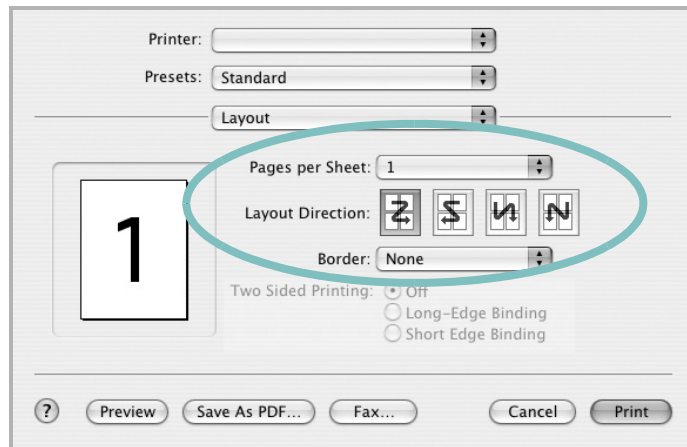 Printer:
Presets: Standard
Layout
Pages per Sheet: 1
1
Layout Direction:
Border: None
Two Sided Printing: Off
Long-Edge Binding
Short Edge Binding
? Preview Save As PDF... Fax... Cancel Print